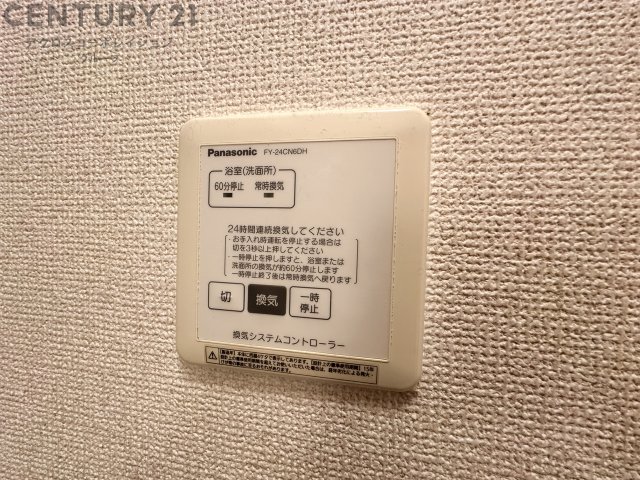 CENTURY 21
Panasonic FY-24CN6DH
浴室(洗面所)
60分停止 常時換気
24時間連続換気してください
・お手入れ時運転を停止する場合は
切を3秒以上押してください
・一時停止を押しますと、浴室または
洗面所の換気が約60分停止します
・一時停止終了後は常時換気へ戻ります
切 換気 一時
停止
換気システムコントローラー